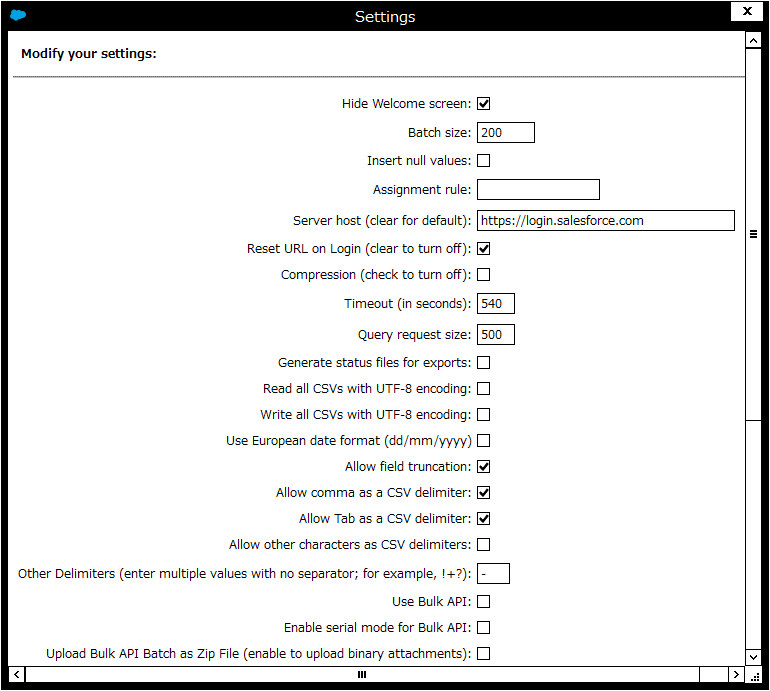 Settings
Modify your settings:
Hide Welcome screen:
Batch size: 200
Insert null values:
Assignment rule:
Server host (clear for default): https://login.salesforce.com
Reset URL on Login (clear to turn off):
Compression (check to turn off):
Timeout (in seconds): 540
Query request size: 500
Generate status files for exports:
Read all CSVs with UTF-8 encoding:
Write all CSVs with UTF-8 encoding:
Use European date format (dd/mm/yyyy)
Allow field truncation:
Allow comma as a CSV delimiter:
Allow Tab as a CSV delimiter:
Allow other characters as CSV delimiters:
Other Delimiters (enter multiple values with no separator; for example, !+?): -
Use Bulk API:
Enable serial mode for Bulk API:
Upload Bulk API Batch as Zip File (enable to upload binary attachments):